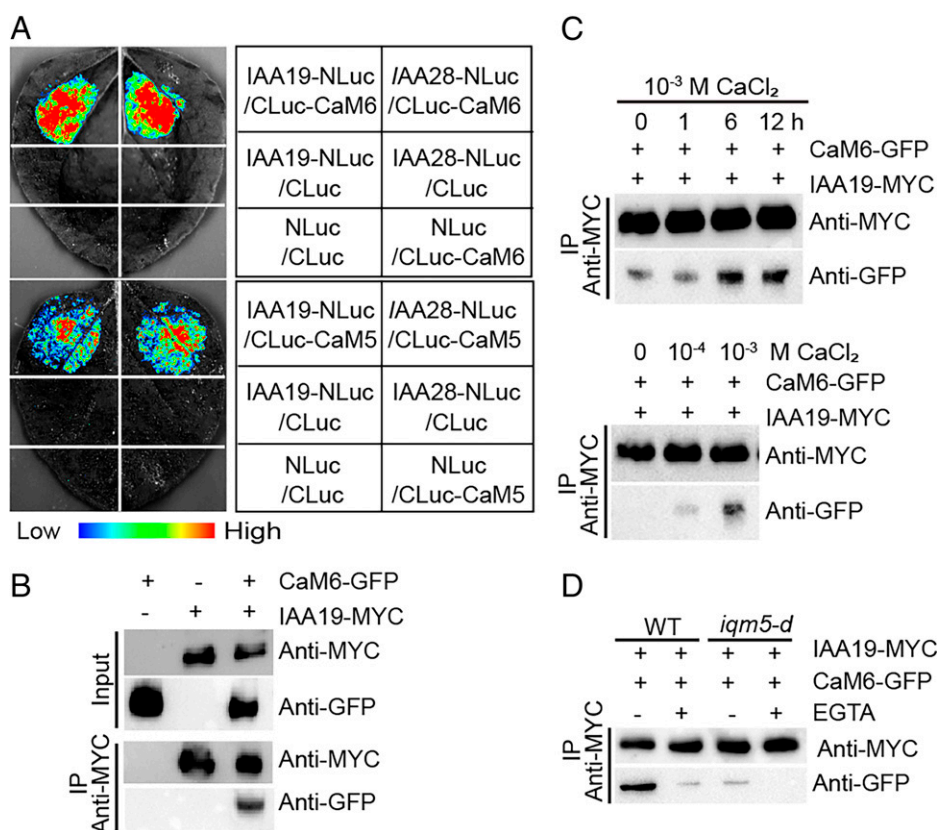 A
IAA19-NLuc /CLuc-CaM6
IAA28-NLuc /CLuc-CaM6
IAA19-NLuc /CLuc
IAA28-NLuc /CLuc
NLuc /CLuc
NLuc /CLuc-CaM6
IAA19-NLuc /CLuc-CaM5
IAA28-NLuc /CLuc-CaM5
IAA19-NLuc /CLuc
IAA28-NLuc /CLuc
NLuc /CLuc
NLuc /CLuc-CaM5
Low High
B
+ - + CaM6-GFP
- + + IAA19-MYC
Input
Anti-MYC
Anti-GFP
IP Anti-MYC
Anti-MYC
Anti-GFP
C
10⁻³ M CaCl₂
0 1 6 12 h
+ + + + CaM6-GFP
+ + + + IAA19-MYC
IP Anti-MYC
Anti-MYC
Anti-GFP
0 10⁻⁴ 10⁻³ M CaCl₂
+ + + CaM6-GFP
+ + + IAA19-MYC
IP Anti-MYC
Anti-MYC
Anti-GFP
D
WT iqm5-d
+ + + + IAA19-MYC
+ + + + CaM6-GFP
- + - + EGTA
IP Anti-MYC
Anti-MYC
Anti-GFP